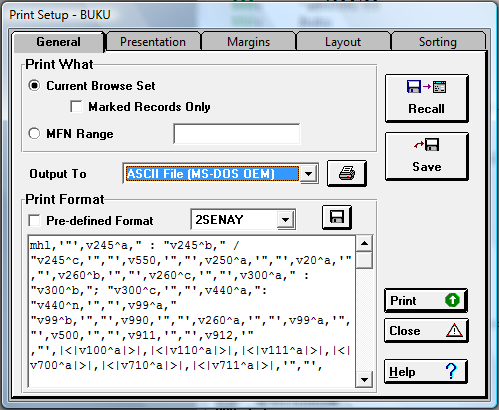 Print Setup - BUKU
General
Presentation
Margins
Layout
Sorting
Print What
Current Browse Set
Marked Records Only
MFN Range
Recall
Save
Output To
ASCII File (MS-DOS OEM)
Print Format
Pre-defined Format
2SENAY
mhl,'"',v245^a," : "v245^b," /
"v245^c,'","',v550,'","',v250^a,'","',v20^a,'"
,"',v260^b,'","',v260^c,'","',v300^a," :
"v300^b,"; "v300^c,'","',v440^a,":
"v440^n,'","',v99^a,"
"v99^b,'","',v990,'","',v260^a,'","',v99^a,'",
"',v500,'","',v911,'","',v912,'"
,"',|<|v100^a|>|,|<|v110^a|>|,|<|v111^a|>|,|<|
v700^a|>|,|<|v710^a|>|,|<|v711^a|>|,'","',
Print
Close
Help